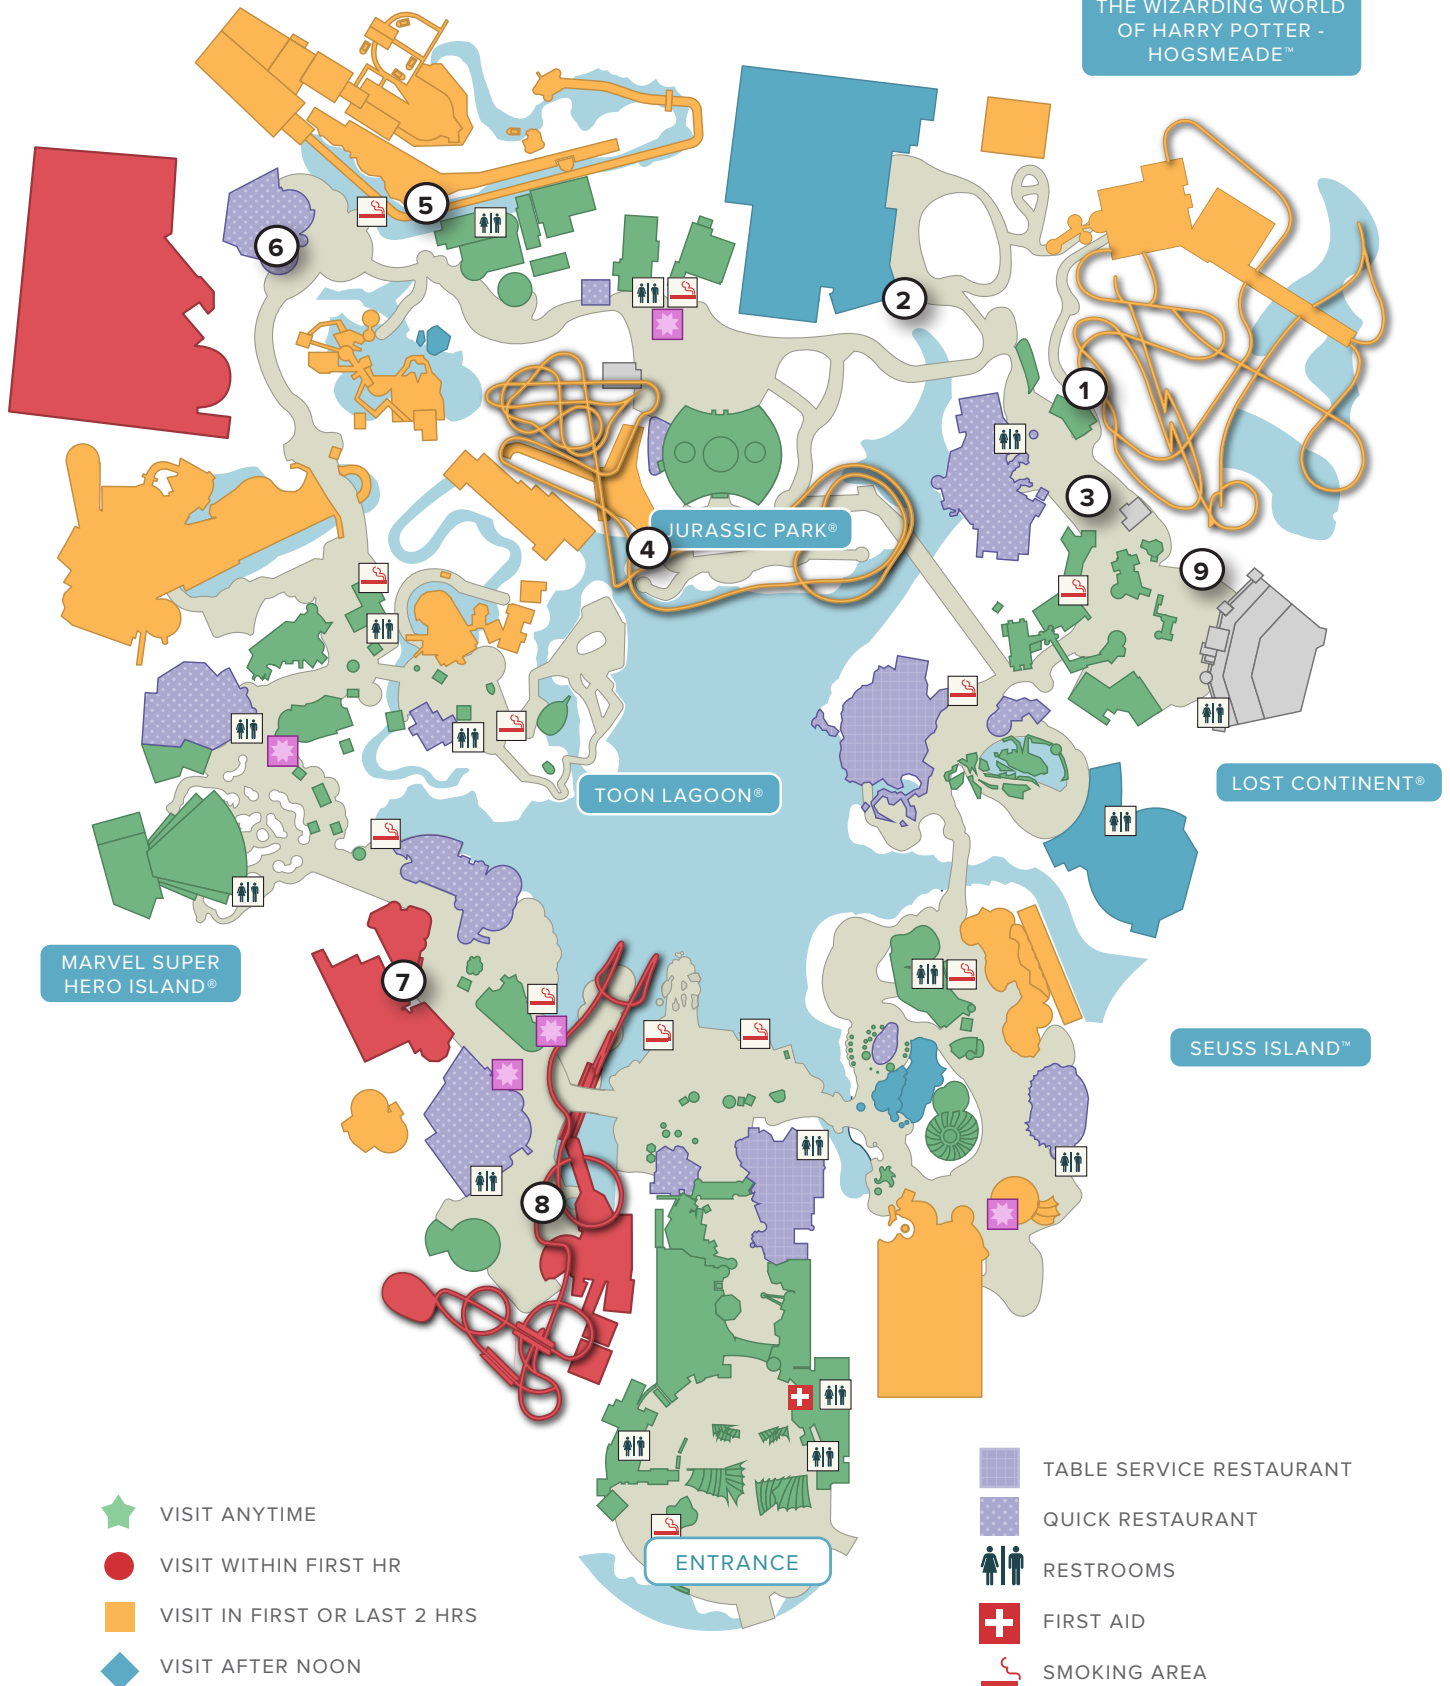 THE WIZARDING WORLD
OF HARRY POTTER -
HOGSMEADE™
5
6
2
1
3
JURASSIC PARK®
4
9
TOON LAGOON®
LOST CONTINENT®
MARVEL SUPER
HERO ISLAND®
7
SEUSS ISLAND™
8
ENTRANCE
VISIT ANYTIME
VISIT WITHIN FIRST HR
VISIT IN FIRST OR LAST 2 HRS
VISIT AFTER NOON
TABLE SERVICE RESTAURANT
QUICK RESTAURANT
RESTROOMS
FIRST AID
SMOKING AREA